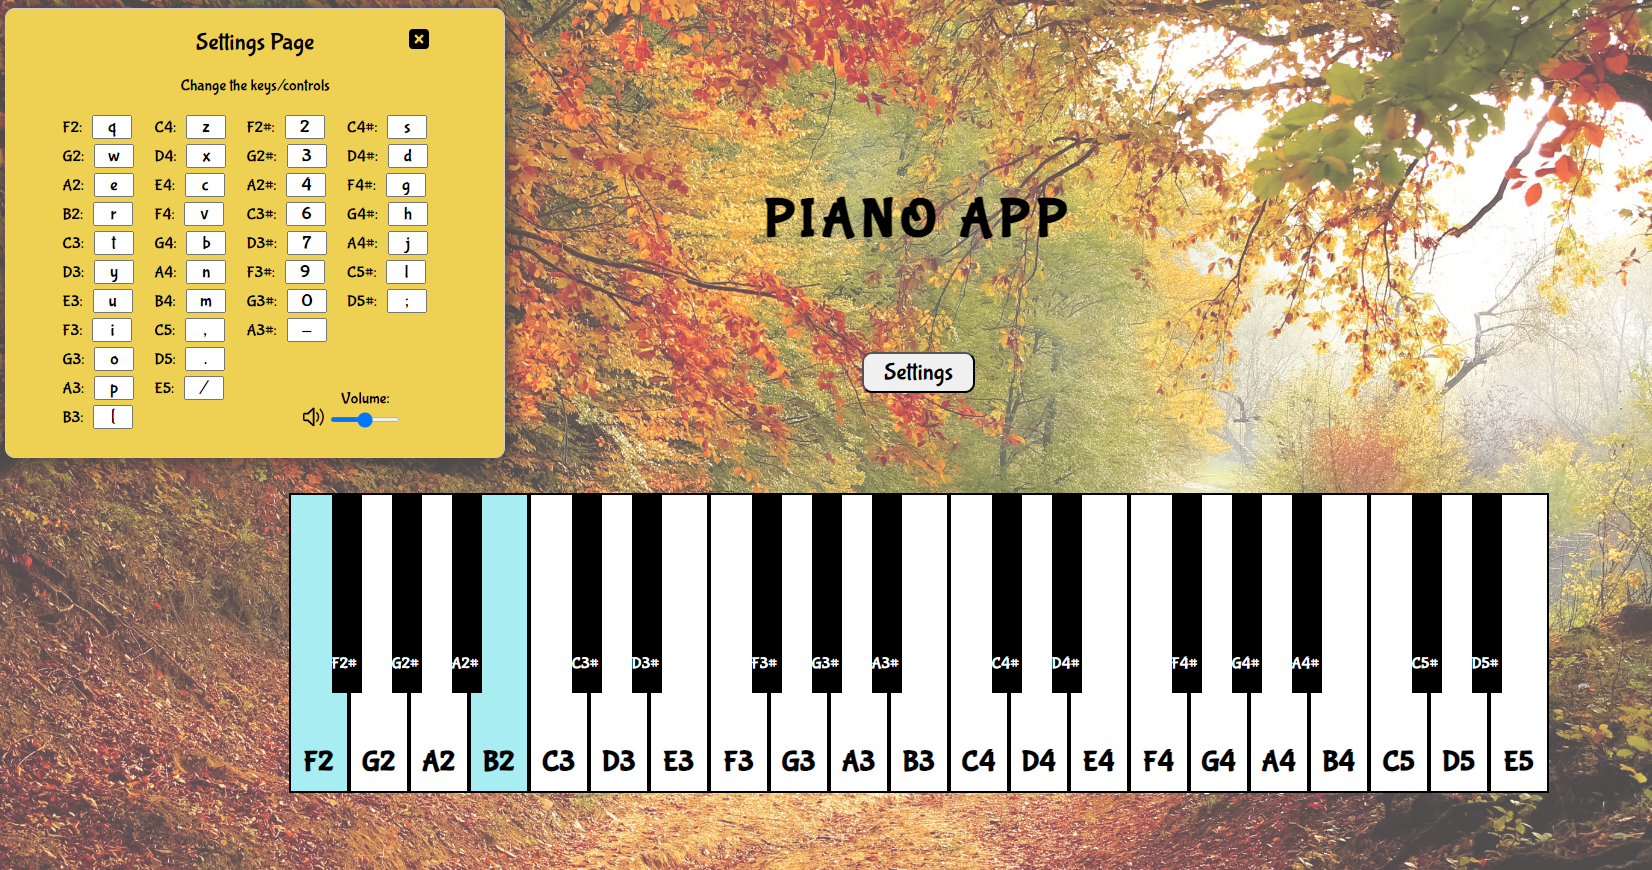 Settings Page
Change the keys/controls
F2: q C4: z F2#: 2 C4#: s
G2: w D4: x G2#: 3 D4#: d
A2: e E4: c A2#: 4 F4#: g
B2: r F4: v C3#: 6 G4#: h
C3: t G4: b D3#: 7 A4#: j
D3: y A4: n F3#: 9 C5#: l
E3: u B4: m G3#: 0 D5#: ;
F3: i C5: , A3#: -
G3: o D5: .
A3: p E5: /
B3: [
Volume:
PIANO APP
Settings
F2# G2# A2# C3# D3# F3# G3# A3# C4# D4# F4# G4# A4# C5# D5#
F2 G2 A2 B2 C3 D3 E3 F3 G3 A3 B3 C4 D4 E4 F4 G4 A4 B4 C5 D5 E5